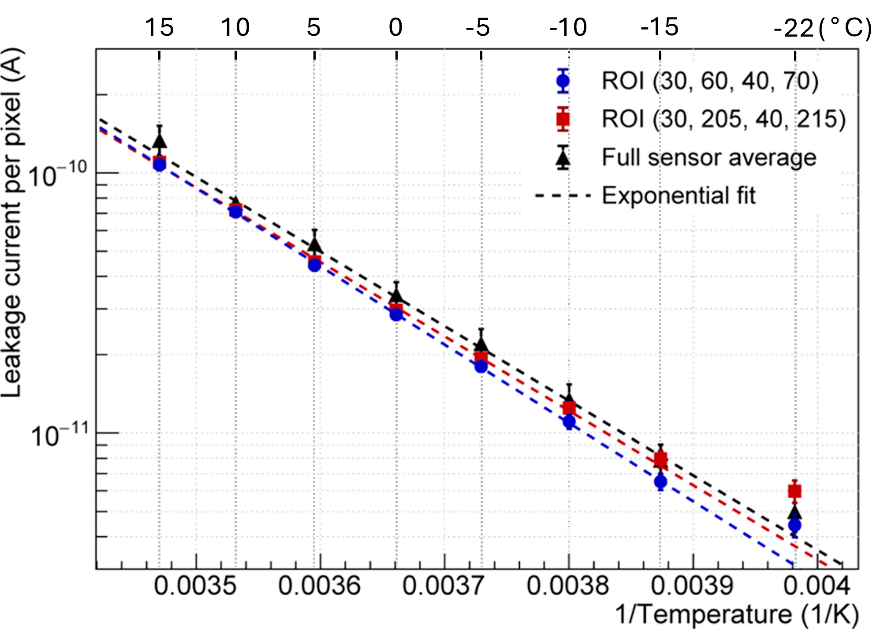 15 10 5 0 -5 -10 -15 -22 (°C)
Leakage current per pixel (A)
10⁻¹⁰
10⁻¹¹
ROI (30, 60, 40, 70)
ROI (30, 205, 40, 215)
Full sensor average
Exponential fit
0.0035 0.0036 0.0037 0.0038 0.0039 0.004
1/Temperature (1/K)